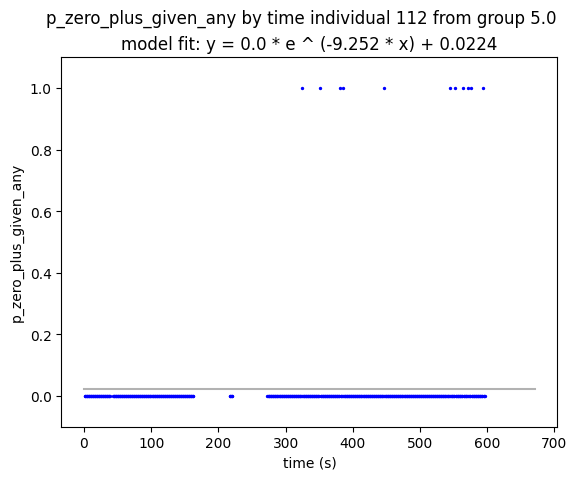 p_zero_plus_given_any by time individual 112 from group 5.0
model fit: y = 0.0 * e ^ (-9.252 * x) + 0.0224
1.0
0.8
0.6
0.4
0.2
0.0
p_zero_plus_given_any
0 100 200 300 400 500 600 700
time (s)